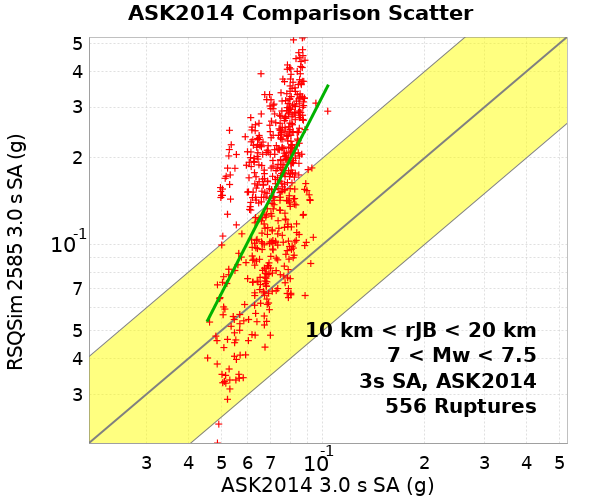 ASK2014 Comparison Scatter
RSQSim 2585 3.0 s SA (g)
5
4
3
2
10-1
7
5
4
3
10 km < rJB < 20 km
7 < Mw < 7.5
3s SA, ASK2014
556 Ruptures
3 4 5 6 7 10-1 2 3 4 5
ASK2014 3.0 s SA (g)